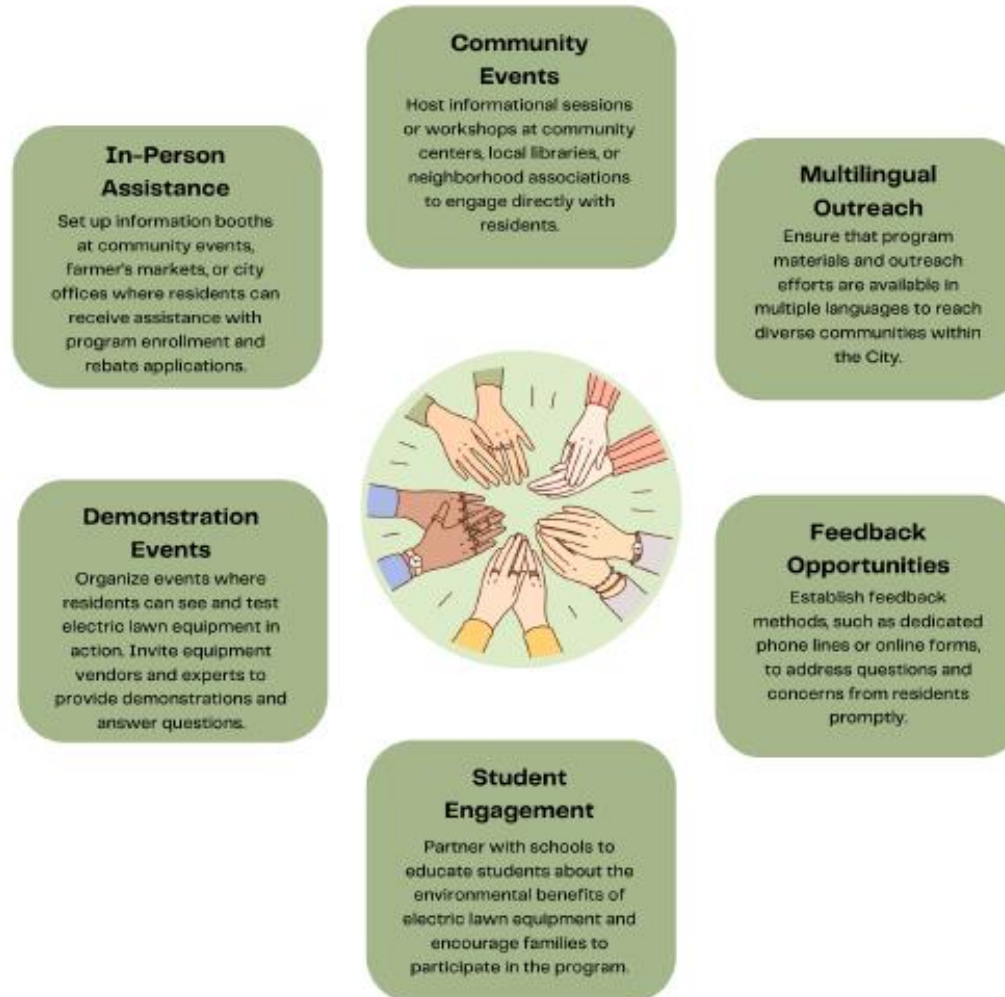 Community
Events
Host informational sessions
or workshops at community
centers, local libraries, or
neighborhood associations
to engage directly with
residents.
In-Person
Assistance
Set up information booths
at community events,
farmer's markets, or city
offices where residents can
receive assistance with
program enrollment and
rebate applications.
Multilingual
Outreach
Ensure that program
materials and outreach
efforts are available in
multiple languages to reach
diverse communities within
the City.
Demonstration
Events
Organize events where
residents can see and test
electric lawn equipment in
action. Invite equipment
vendors and experts to
provide demonstrations and
answer questions.
Feedback
Opportunities
Establish feedback
methods, such as dedicated
phone lines or online forms,
to address questions and
concerns from residents
promptly.
Student
Engagement
Partner with schools to
educate students about the
environmental benefits of
electric lawn equipment and
encourage families to
participate in the program.